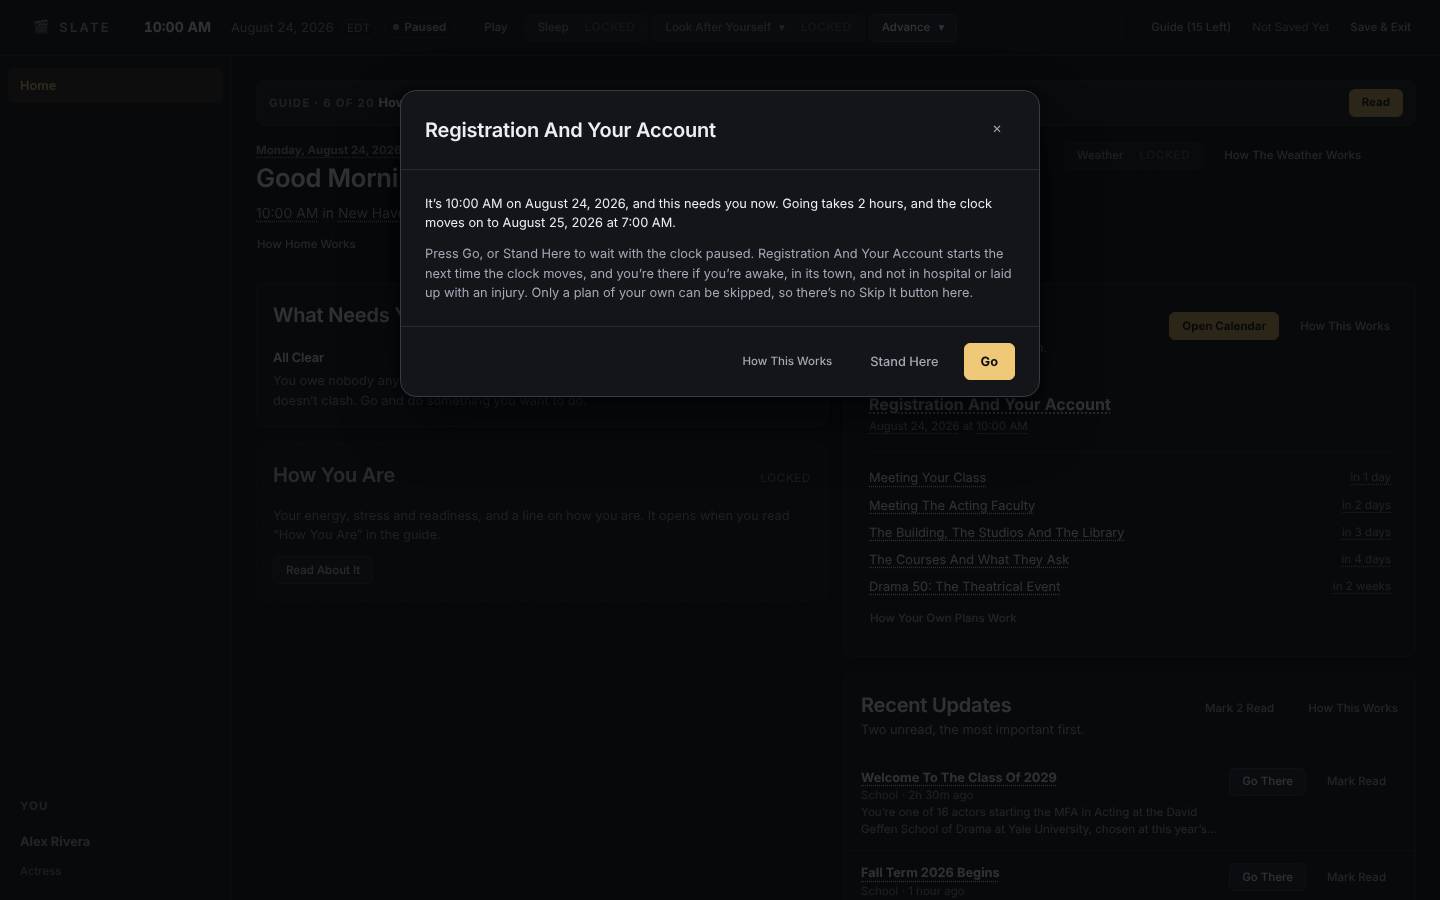 SLATE
10:00 AM August 24, 2026 EDT Paused Play Sleep LOCKED Look After Yourself LOCKED Advance
Guide (15 Left) Not Saved Yet Save & Exit
Home
GUIDE · 6 OF 20 How
Read
Registration And Your Account
×
It's 10:00 AM on August 24, 2026, and this needs you now. Going takes 2 hours, and the clock
moves on to August 25, 2026 at 7:00 AM.
Press Go, or Stand Here to wait with the clock paused. Registration And Your Account starts the
next time the clock moves, and you're there if you're awake, in its town, and not in hospital or laid
up with an injury. Only a plan of your own can be skipped, so there's no Skip It button here.
How This Works Stand Here Go
Monday, August 24, 2026
Weather LOCKED How The Weather Works
Good Morni
10:00 AM in New Have
How Home Works
What Needs Y
All Clear
You owe nobody any
doesn't clash. Go and do something you want to do.
How You Are LOCKED
Your energy, stress and readiness, and a line on how you are. It opens when you read
"How You Are" in the guide.
Read About It
Open Calendar How This Works
Registration And Your Account
August 24, 2026 at 10:00 AM
Meeting Your Class in 1 day
Meeting The Acting Faculty in 2 days
The Building, The Studios And The Library in 3 days
The Courses And What They Ask in 4 days
Drama 50: The Theatrical Event in 2 weeks
How Your Own Plans Work
Recent Updates Mark 2 Read How This Works
Two unread, the most important first.
Welcome To The Class Of 2029 Go There Mark Read
School · 2h 30m ago
You're one of 16 actors starting the MFA in Acting at the David
Geffen School of Drama at Yale University, chosen at this year's...
Fall Term 2026 Begins Go There Mark Read
School · 1 hour ago
YOU
Alex Rivera
Actress